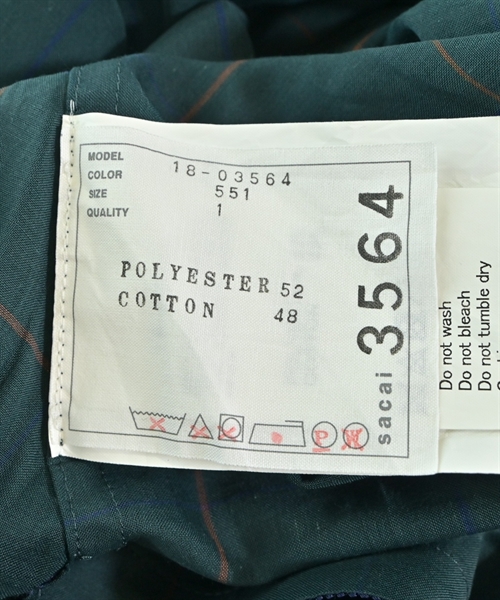 MODEL 18-03564
COLOR 551
SIZE 1
QUALITY
POLYESTER 52
COTTON 48
P W
sacai 3564
Do not wash
Do not bleach
Do not tumble dry